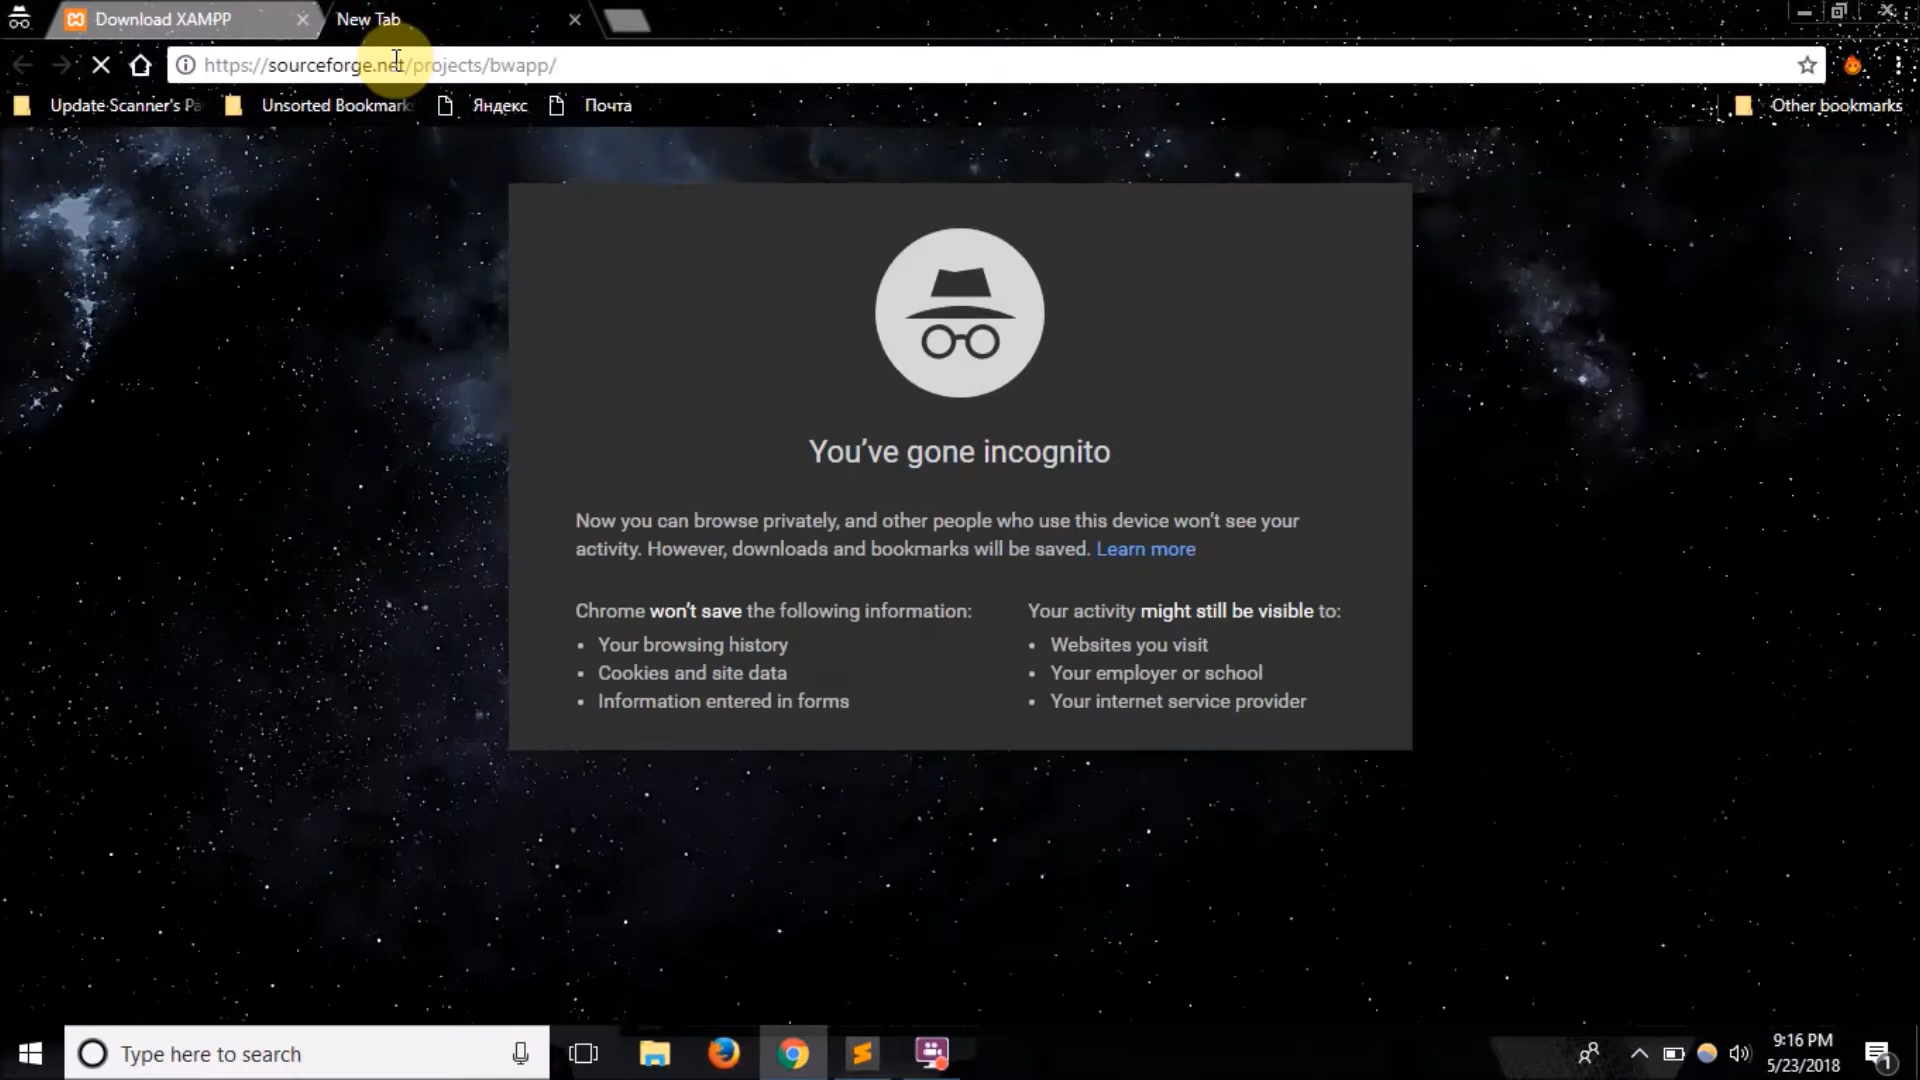 Download XAMPP
New Tab
https://sourceforge.net/projects/bwapp/
Update Scanner's Pa
Unsorted Bookmark
Яндекс
Почта
Other bookmarks
You've gone incognito
Now you can browse privately, and other people who use this device won't see your
activity. However, downloads and bookmarks will be saved. Learn more
Chrome won't save the following information:
• Your browsing history
• Cookies and site data
• Information entered in forms
Your activity might still be visible to:
• Websites you visit
• Your employer or school
• Your internet service provider
Type here to search
9:16 PM
5/23/2018
1